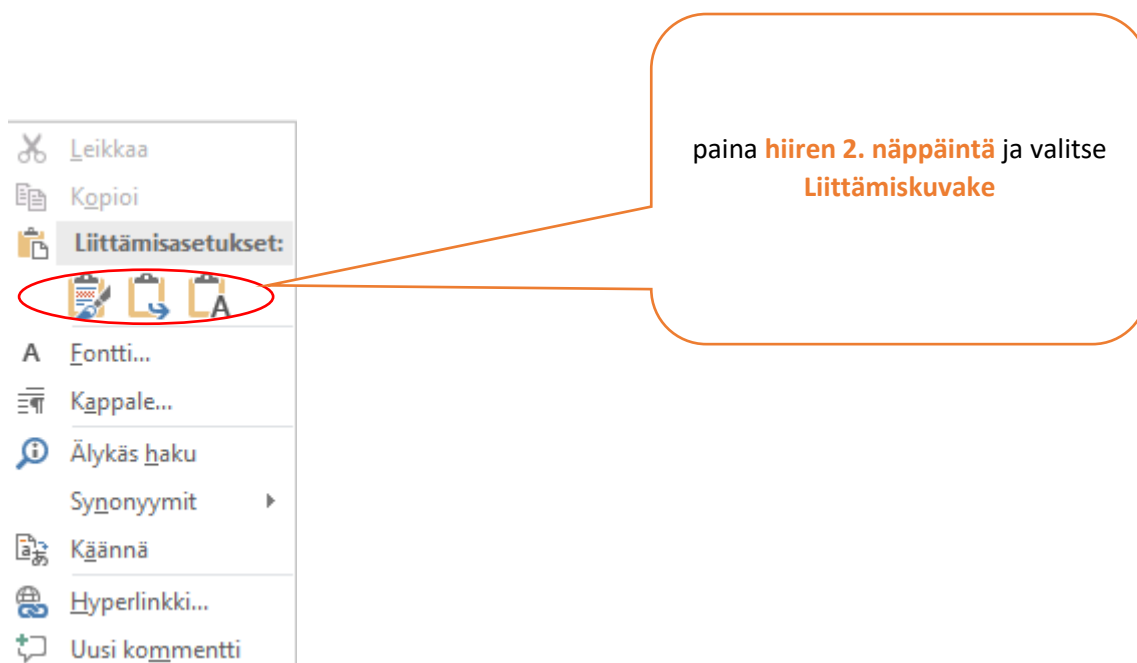 Leikkaa
Kopioi
Liittämisasetukset:
Fontti...
Kappale...
Älykäs haku
Synonyymit
Käännä
Hyperlinkki...
Uusi kommentti
paina hiiren 2. näppäintä ja valitse
Liittämiskuvake